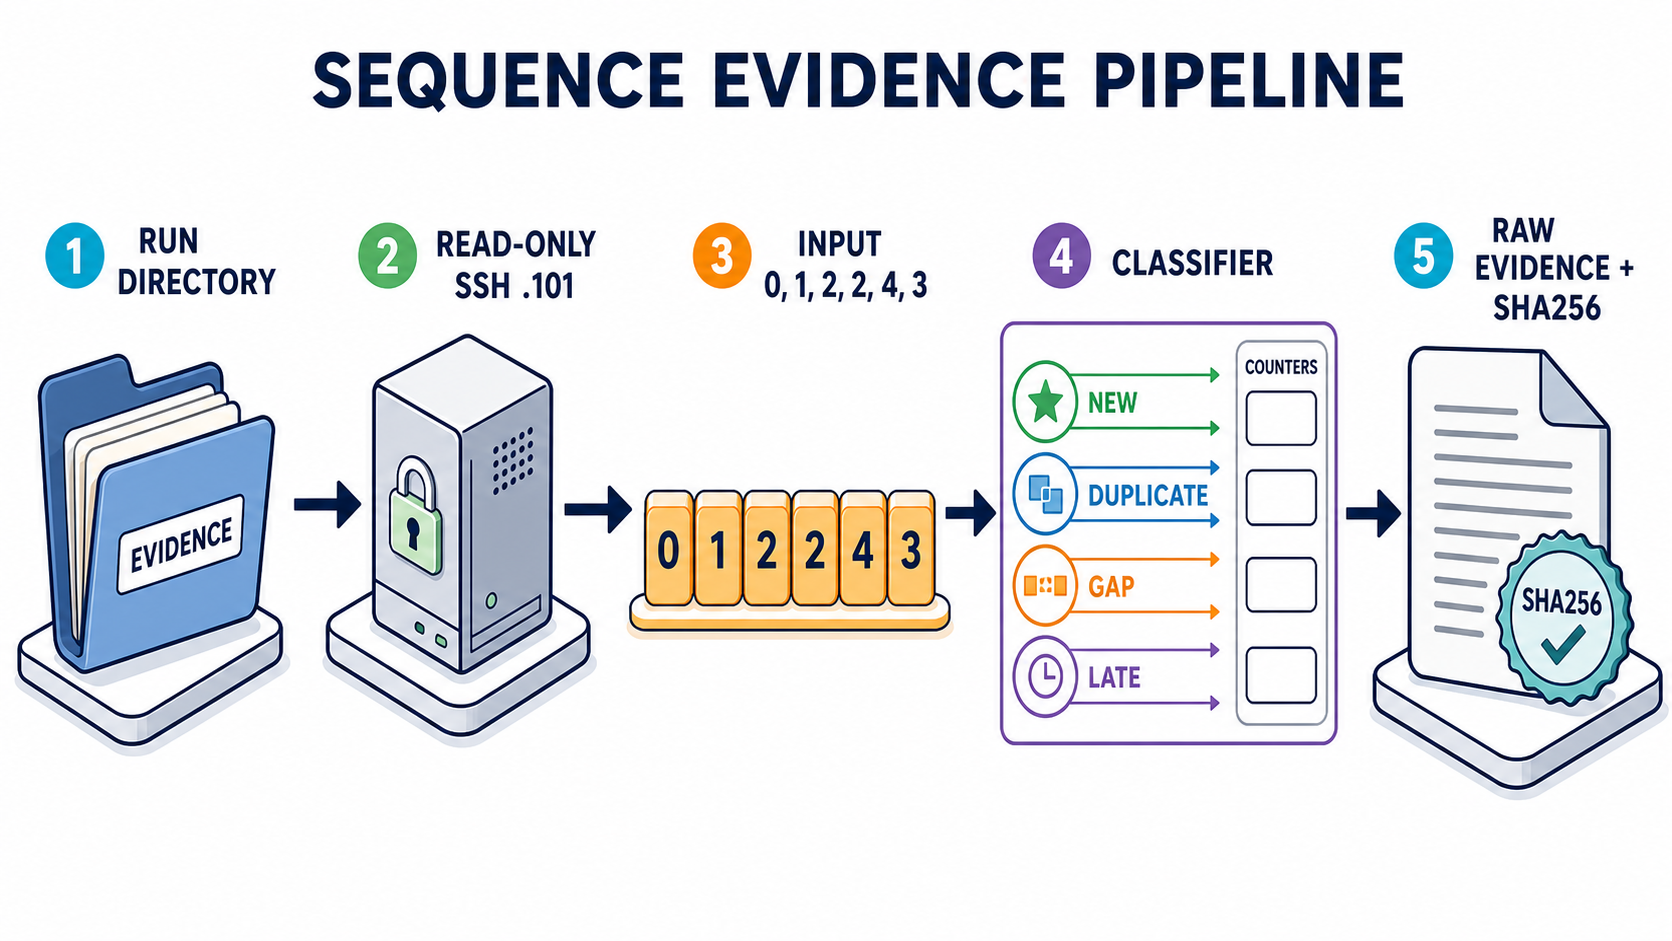 SEQUENCE EVIDENCE PIPELINE
1
RUN
DIRECTORY
2
READ-ONLY
SSH .101
3
INPUT
0, 1, 2, 2, 4, 3
4
CLASSIFIER
5
RAW
EVIDENCE +
SHA256
EVIDENCE
0 1 2 2 4 3
COUNTERS
NEW
DUPLICATE
GAP
LATE
SHA256